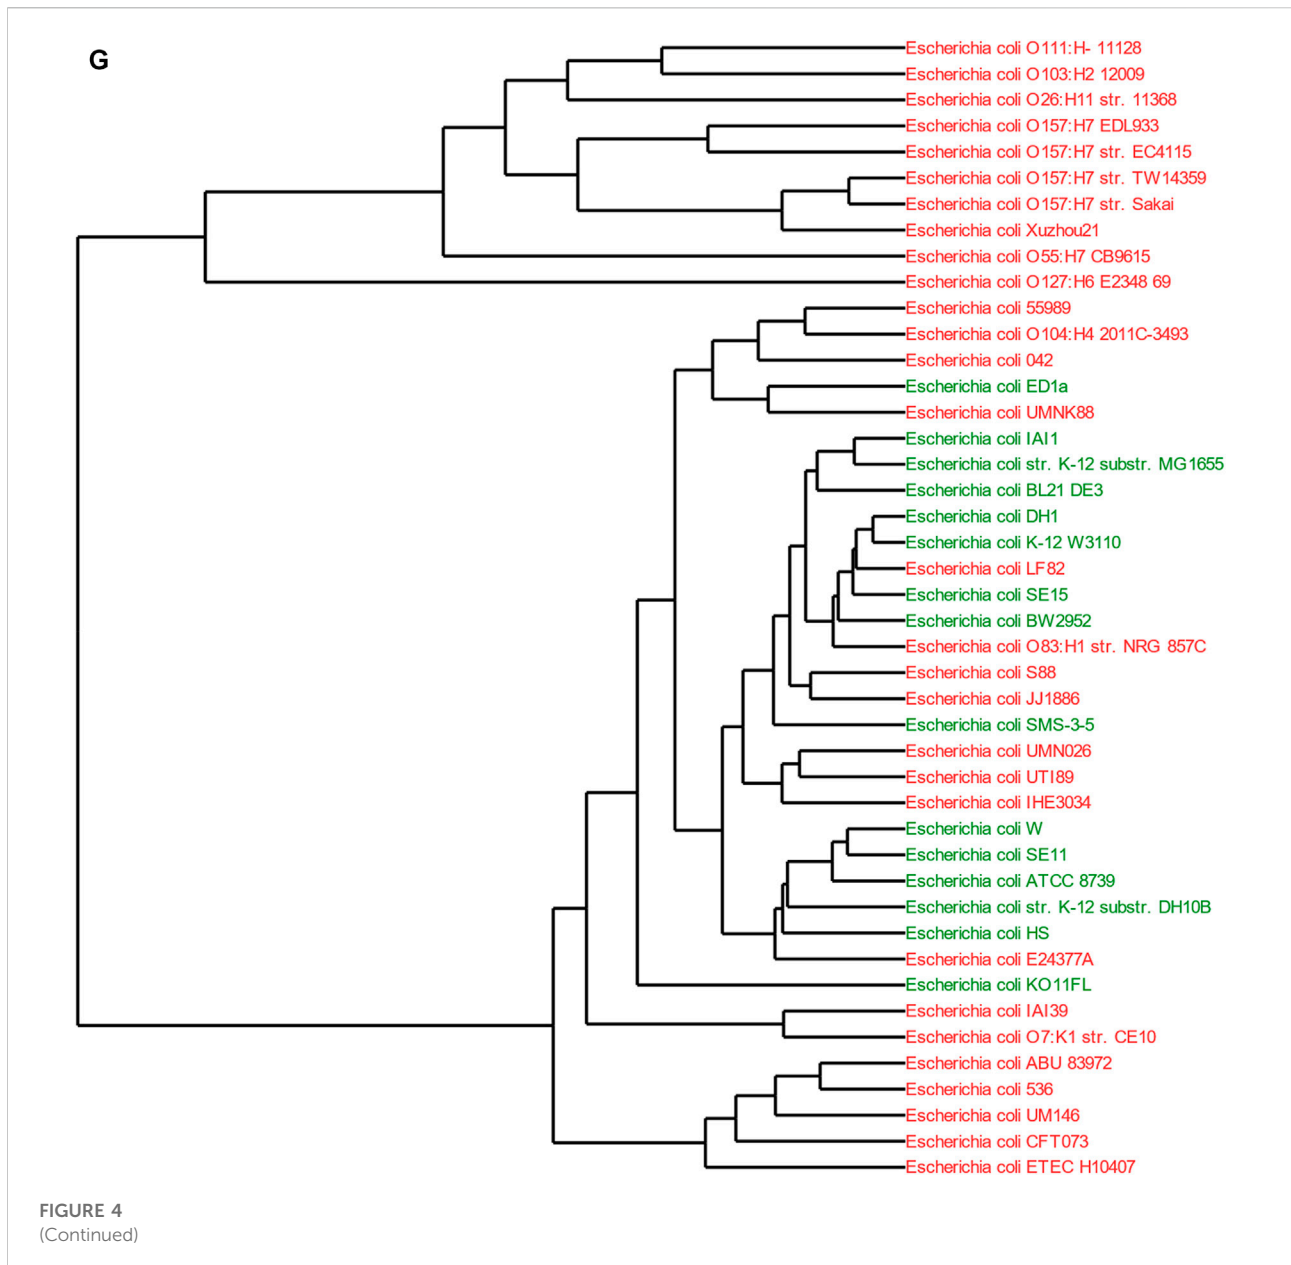 G
Escherichia coli O111:H- 11128
Escherichia coli O103:H2 12009
Escherichia coli O26:H11 str. 11368
Escherichia coli O157:H7 EDL933
Escherichia coli O157:H7 str. EC4115
Escherichia coli O157:H7 str. TW14359
Escherichia coli O157:H7 str. Sakai
Escherichia coli Xuzhou21
Escherichia coli O55:H7 CB9615
Escherichia coli O127:H6 E2348 69
Escherichia coli 55989
Escherichia coli O104:H4 2011C-3493
Escherichia coli 042
Escherichia coli ED1a
Escherichia coli UMNK88
Escherichia coli IAI1
Escherichia coli str. K-12 substr. MG1655
Escherichia coli BL21 DE3
Escherichia coli DH1
Escherichia coli K-12 W3110
Escherichia coli LF82
Escherichia coli SE15
Escherichia coli BW2952
Escherichia coli O83:H1 str. NRG 857C
Escherichia coli S88
Escherichia coli JJ1886
Escherichia coli SMS-3-5
Escherichia coli UMN026
Escherichia coli UTI89
Escherichia coli IHE3034
Escherichia coli W
Escherichia coli SE11
Escherichia coli ATCC 8739
Escherichia coli str. K-12 substr. DH10B
Escherichia coli HS
Escherichia coli E24377A
Escherichia coli KO11FL
Escherichia coli IAI39
Escherichia coli O7:K1 str. CE10
Escherichia coli ABU 83972
Escherichia coli 536
Escherichia coli UM146
Escherichia coli CFT073
Escherichia coli ETEC H10407
FIGURE 4
(Continued)